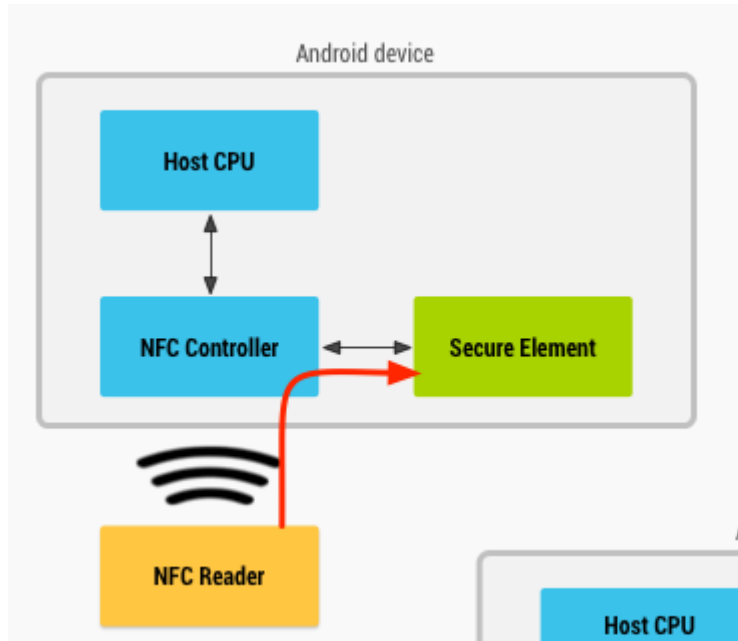 Android device
Host CPU
NFC Controller
Secure Element
NFC Reader
Host CPU